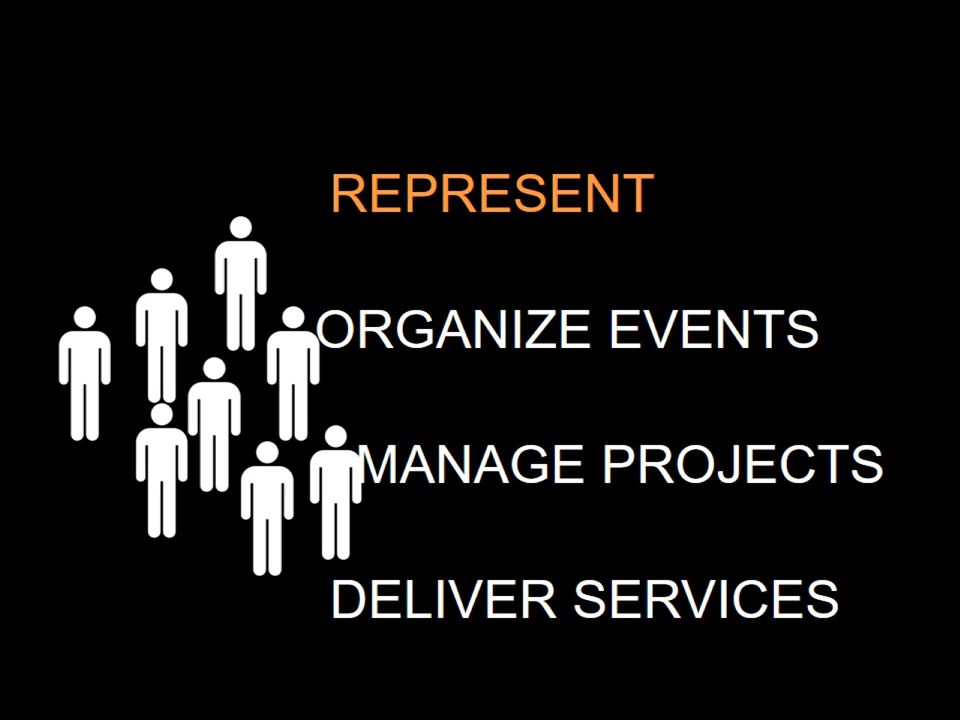 REPRESENT
ORGANIZE EVENTS
MANAGE PROJECTS
DELIVER SERVICES